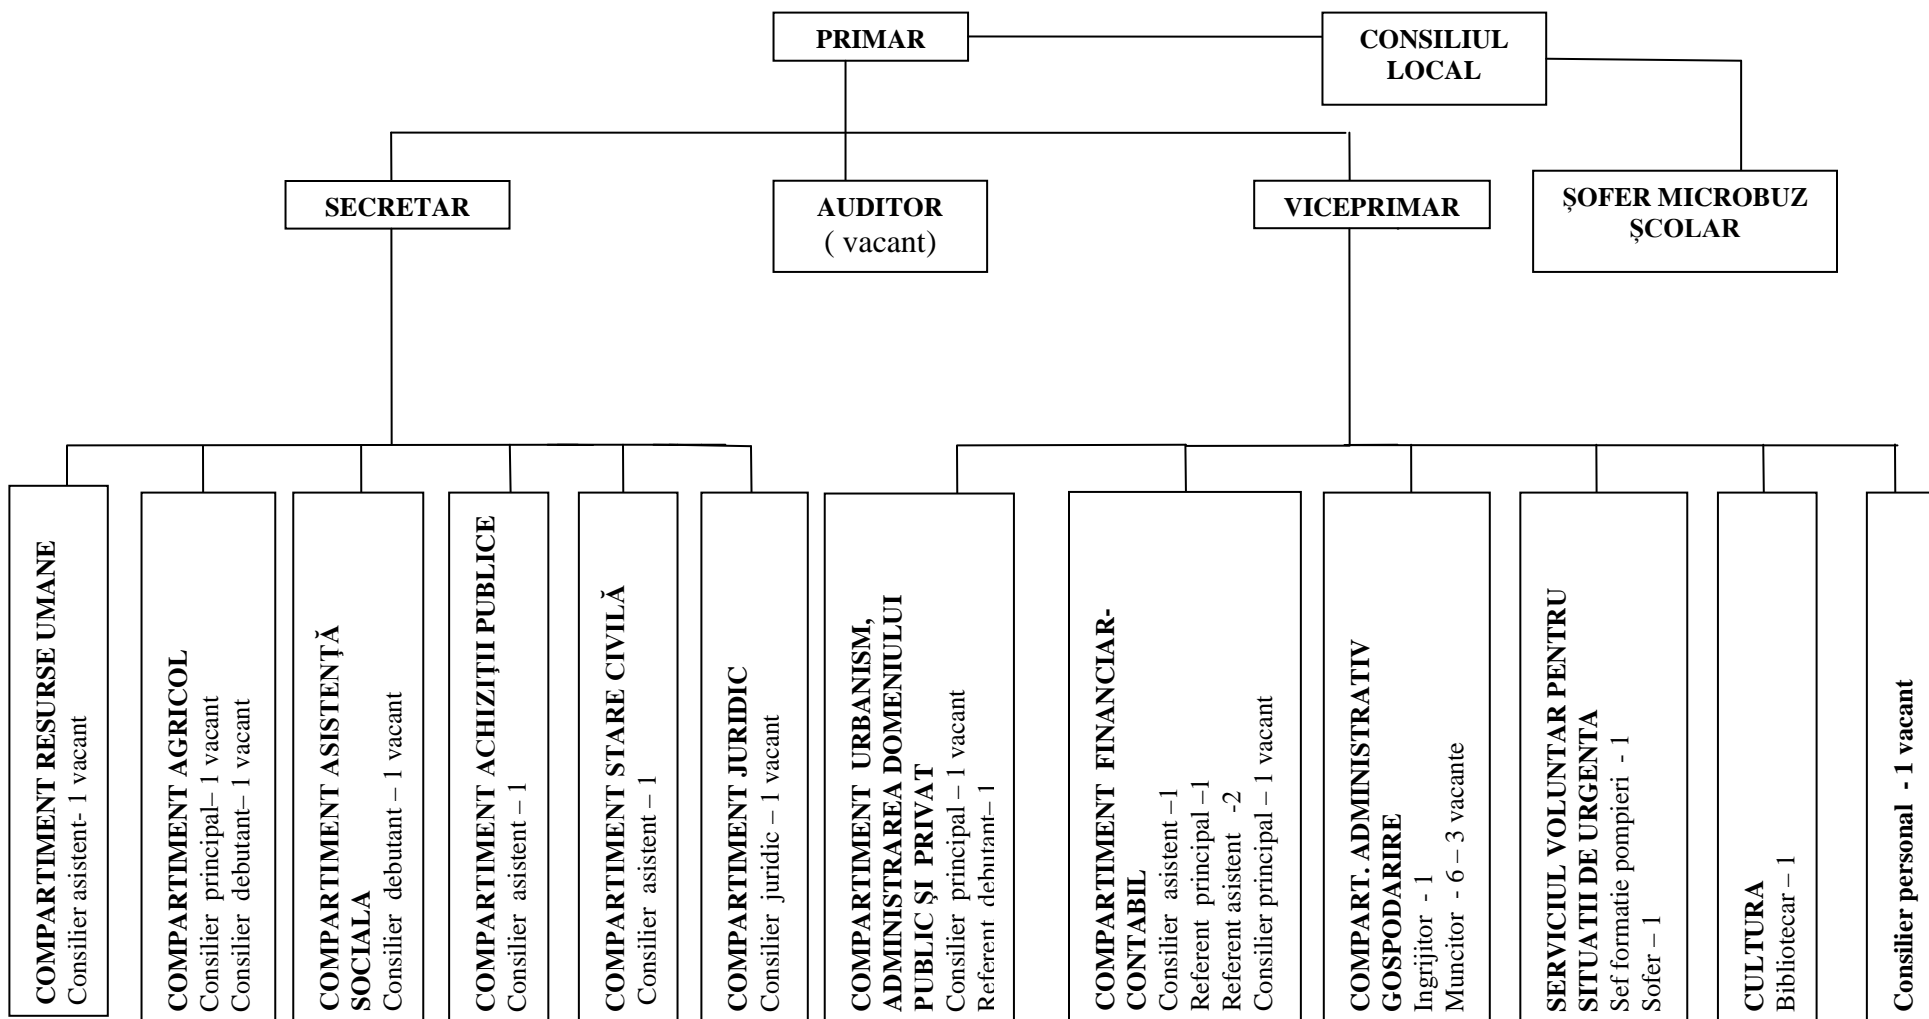 PRIMAR
CONSILIUL
LOCAL
SECRETAR
AUDITOR
( vacant)
VICEPRIMAR
ȘOFER MICROBUZ
ȘCOLAR
COMPARTIMENT RESURSE UMANE
Consilier asistent- 1 vacant
COMPARTIMENT AGRICOL
Consilier principal– 1 vacant
Consilier debutant– 1 vacant
COMPARTIMENT ASISTENŢĂ
SOCIALA
Consilier debutant – 1 vacant
COMPARTIMENT ACHIZIŢII PUBLICE
Consilier asistent – 1
COMPARTIMENT STARE CIVILĂ
Consilier asistent – 1
COMPARTIMENT JURIDIC
Consilier juridic – 1 vacant
COMPARTIMENT URBANISM,
ADMINISTRAREA DOMENIULUI
PUBLIC ŞI PRIVAT
Consilier principal – 1 vacant
Referent debutant– 1
COMPARTIMENT FINANCIAR-
CONTABIL
Consilier asistent – 1
Referent principal –1
Referent asistent -2
Consilier principal – 1 vacant
COMPART. ADMINISTRATIV
GOSPODARIRE
Ingrijitor - 1
Muncitor - 6 – 3 vacante
SERVICIUL VOLUNTAR PENTRU
SITUATII DE URGENTA
Sef formatie pompieri - 1
Sofer – 1
CULTURA
Bibliotecar – 1
Consilier personal - 1 vacant